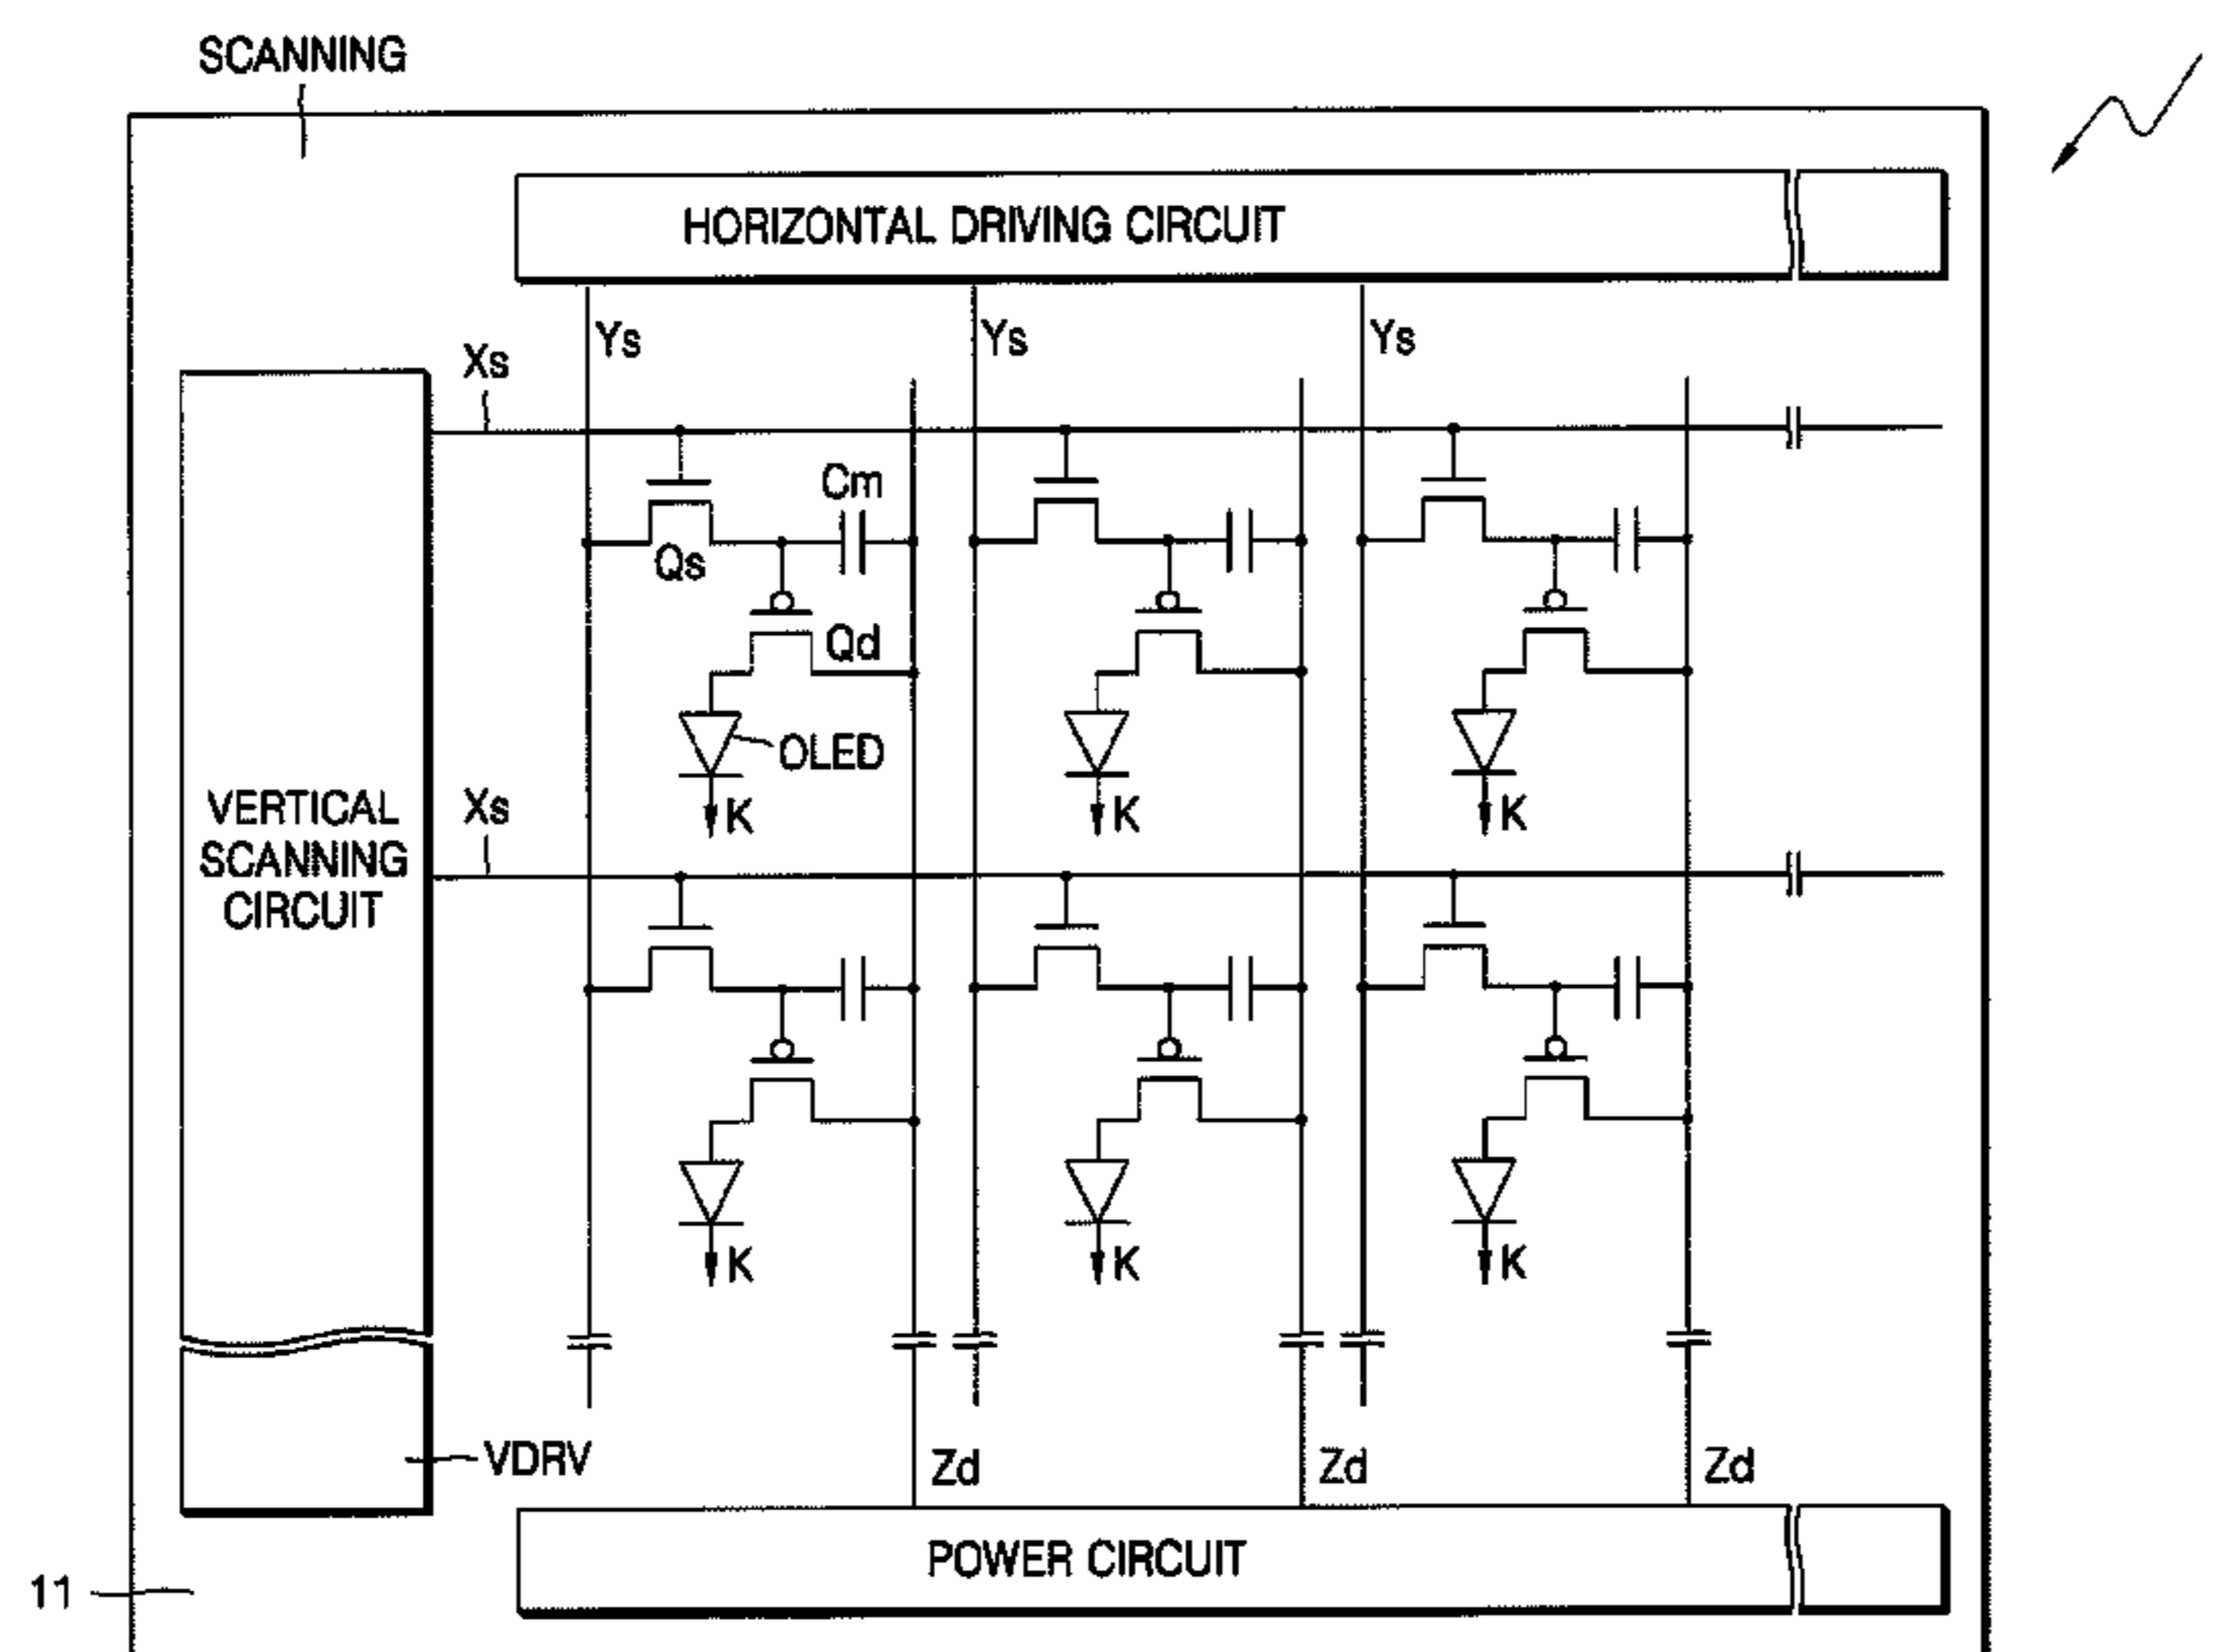 SCANNING
HORIZONTAL DRIVING CIRCUIT
Ys Ys Ys
Xs
Cm
Qs
Qd
OLED
K K K
Xs
VERTICAL
SCANNING
CIRCUIT
K K K
VDRV
Zd Zd Zd
POWER CIRCUIT
11